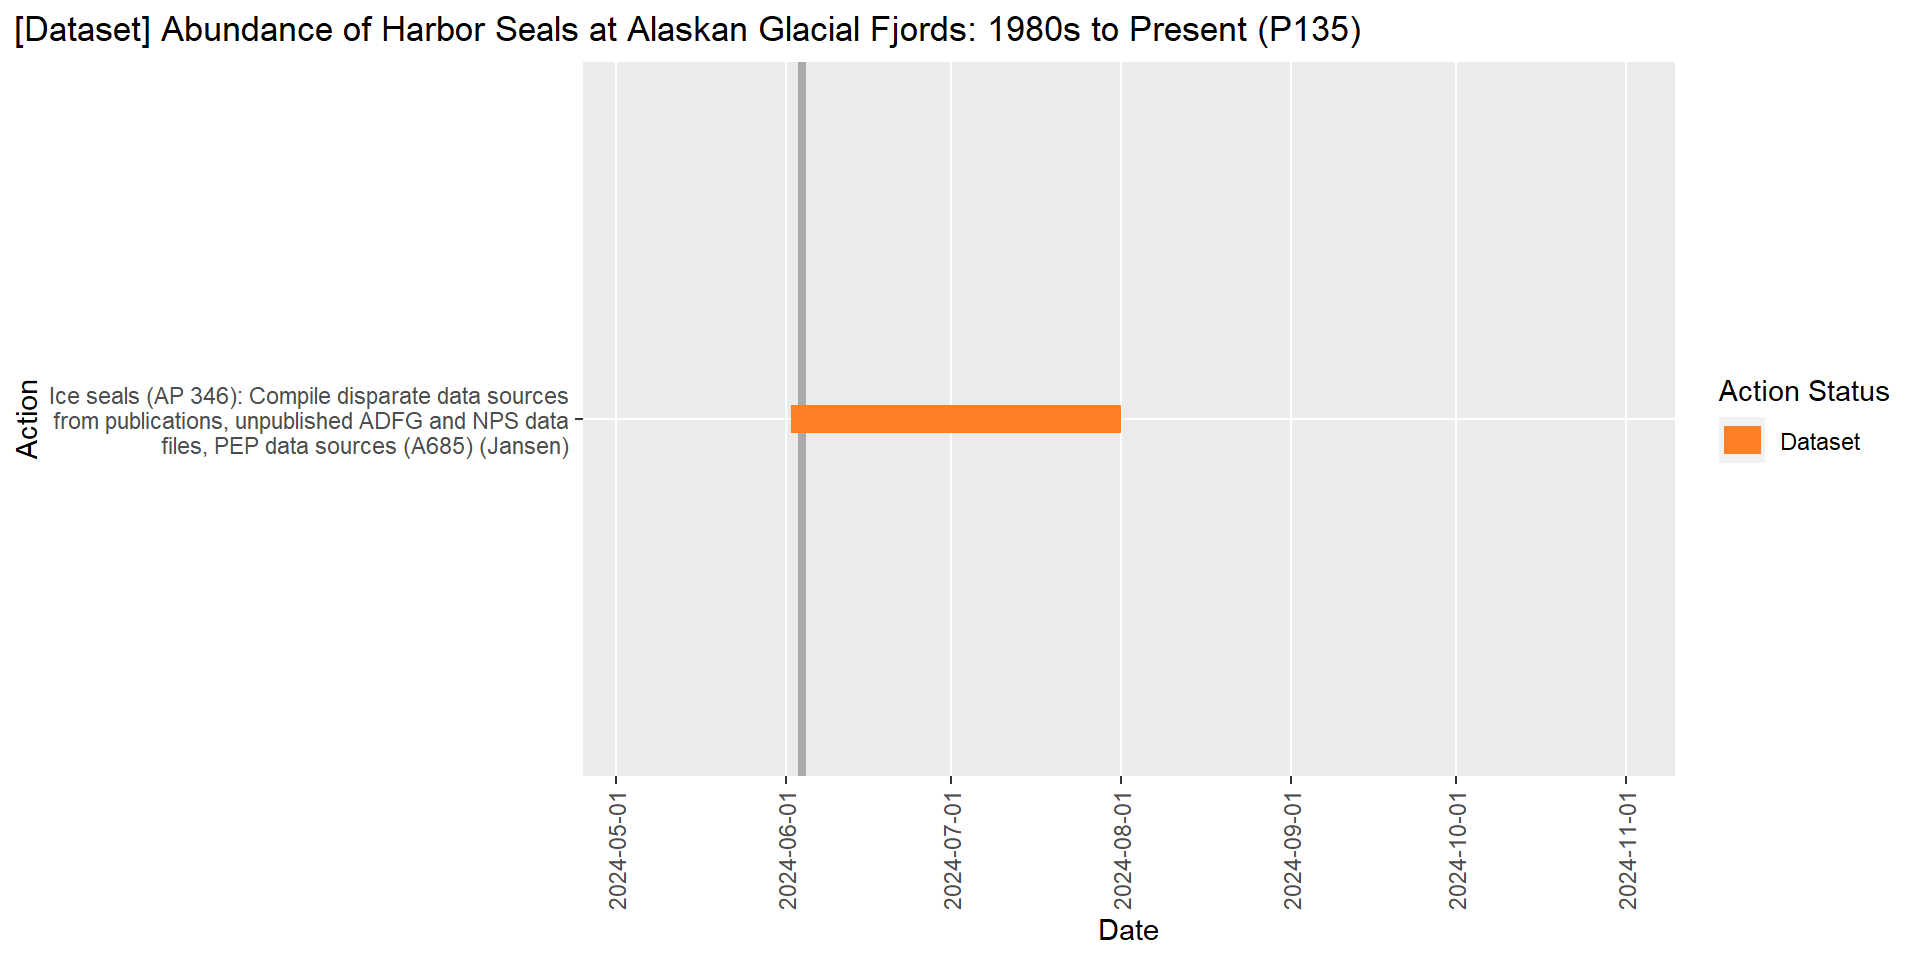 [Dataset] Abundance of Harbor Seals at Alaskan Glacial Fjords: 1980s to Present (P135)
Action
Ice seals (AP 346): Compile disparate data sources
from publications, unpublished ADFG and NPS data
files, PEP data sources (A685) (Jansen)
Action Status
Dataset
2024-05-01
2024-06-01
2024-07-01
2024-08-01
2024-09-01
2024-10-01
2024-11-01
Date